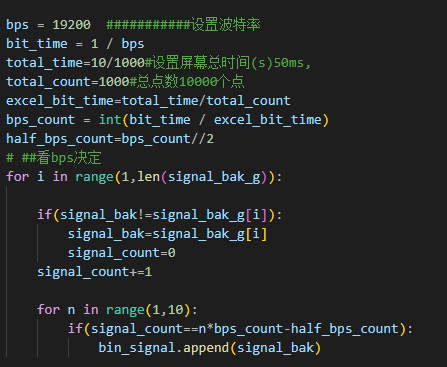 bps = 19200  ###########设置波特率
bit_time = 1 / bps
total_time=10/1000#设置屏幕总时间(s)50ms,
total_count=1000#总点数10000个点
excel_bit_time=total_time/total_count
bps_count = int(bit_time / excel_bit_time)
half_bps_count=bps_count//2
# ##看bps决定
for i in range(1,len(signal_bak_g)):
    if(signal_bak!=signal_bak_g[i]):
        signal_bak=signal_bak_g[i]
        signal_count=0
    signal_count+=1
    for n in range(1,10):
        if(signal_count==n*bps_count-half_bps_count):
            bin_signal.append(signal_bak)